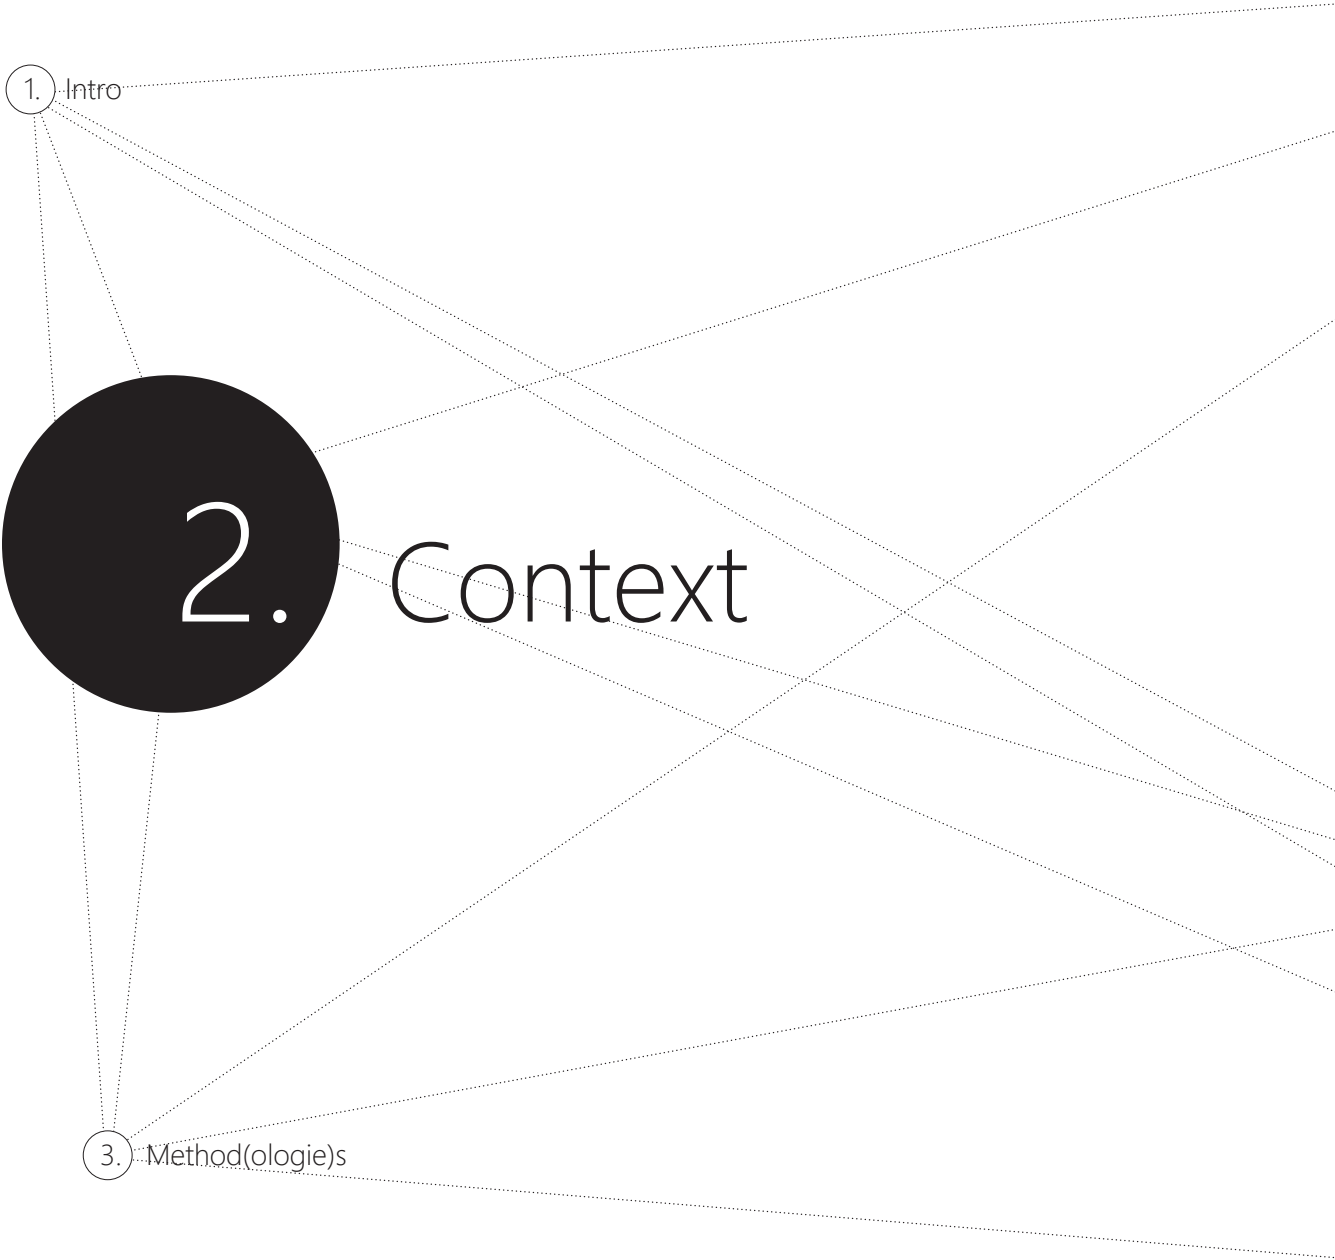 1. Intro
2. Context
3. Method(ologie)s